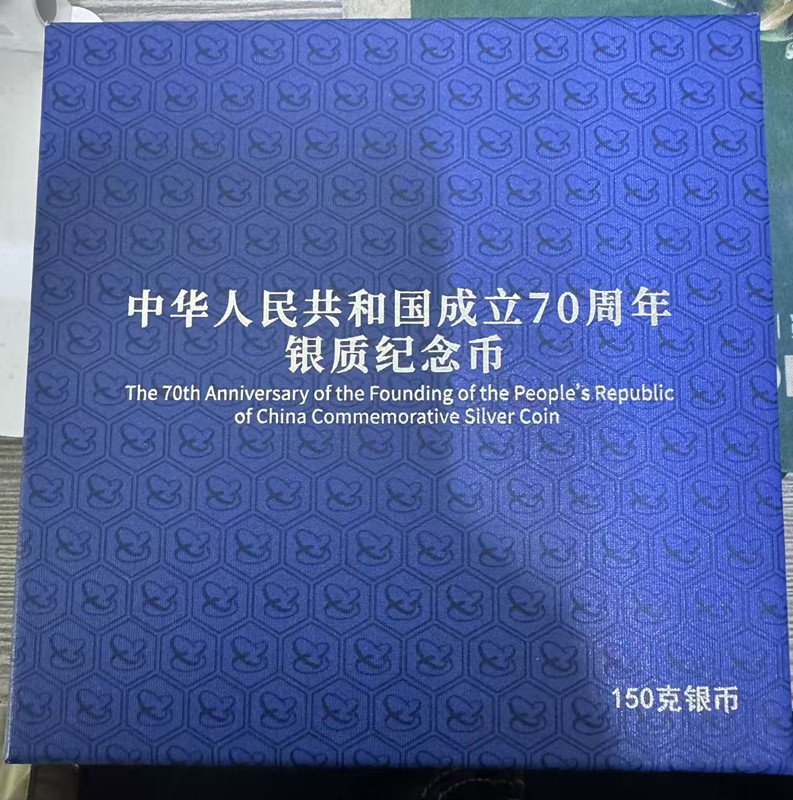 中华人民共和国成立70周年
银质纪念币
The 70th Anniversary of the Founding of the People's Republic
of China Commemorative Silver Coin
150克银币